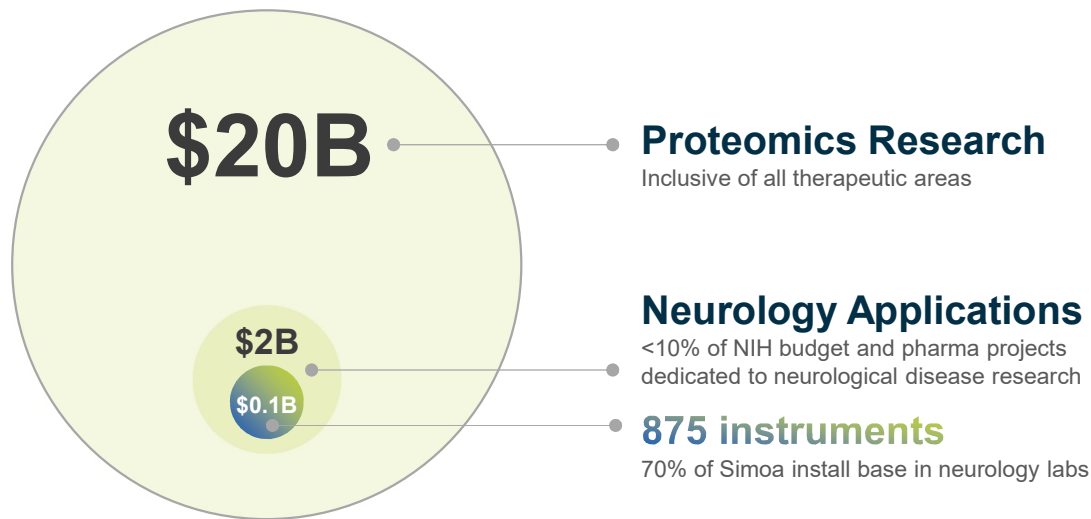 $20B
Proteomics Research
Inclusive of all therapeutic areas
$2B
Neurology Applications
<10% of NIH budget and pharma projects
dedicated to neurological disease research
$0.1B
875 instruments
70% of Simoa install base in neurology labs